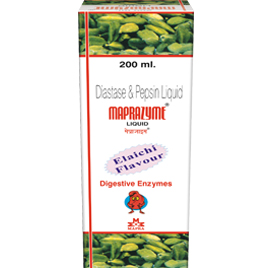 200 ml.
Diastase & Pepsin Liquid
MAPRAZYME®
LIQUID
मेप्राजाइम
Elaichi
Flavour
Digestive Enzymes
MAPRA